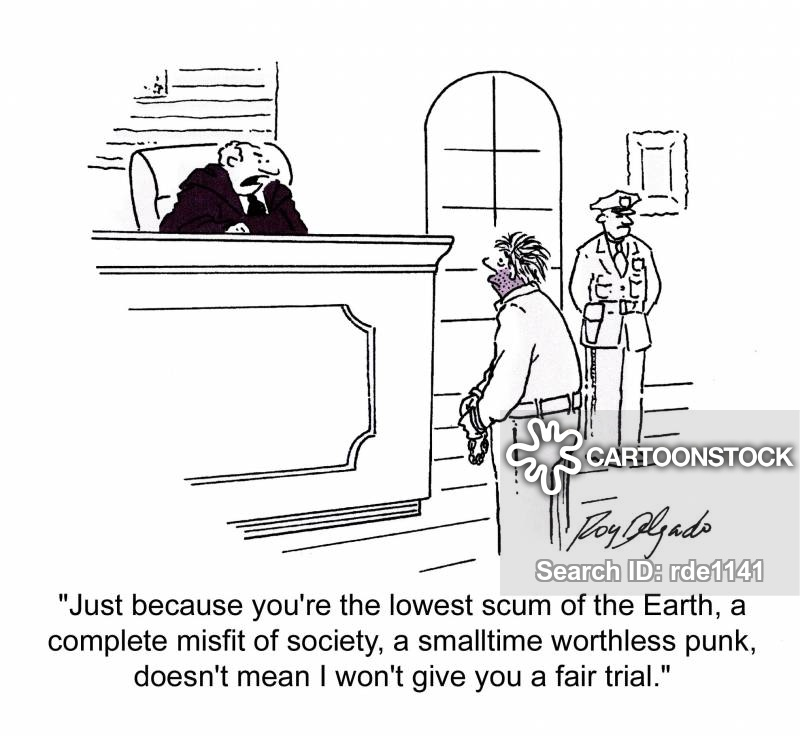 CARTOONSTOCK
Roy Delgado
Search ID: rde1141
"Just because you're the lowest scum of the Earth, a
complete misfit of society, a smalltime worthless punk,
doesn't mean I won't give you a fair trial."